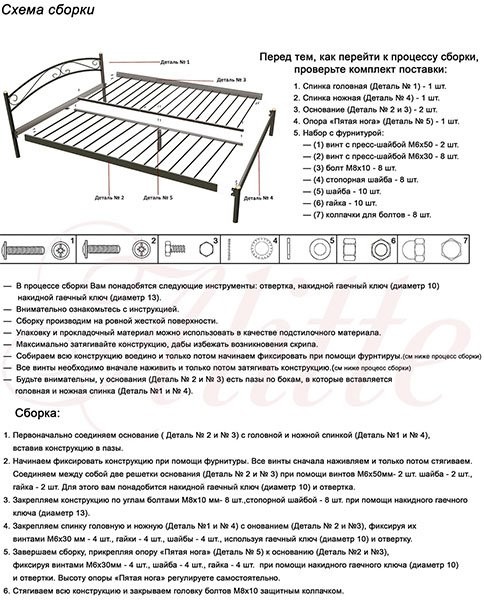 Схема сборки
Деталь № 1
Деталь № 3
Деталь № 2
Деталь № 5
Деталь № 4
Перед тем, как перейти к процессу сборки,
проверьте комплект поставки:
1. Спинка головная (Деталь № 1) - 1 шт.
2. Спинка ножная (Деталь № 4) - 1 шт.
3. Основание (Деталь № 2 и 3) - 2 шт.
4. Опора «Пятая нога» (Деталь № 5) - 1 шт.
5. Набор с фурнитурой:
— (1) винт с пресс-шайбой М6х50 - 2 шт.
— (2) винт с пресс-шайбой М6х30 - 8 шт.
— (3) болт М8х10 - 8 шт.
— (4) стопорная шайба - 8 шт.
— (5) шайба - 10 шт.
— (6) гайка - 10 шт.
— (7) колпачки для болтов - 8 шт.
1 2 3 4 5 6 7
— В процессе сборки Вам понадобятся следующие инструменты: отвертка, накидной гаечный ключ (диаметр 10)
накидной гаечный ключ (диаметр 13).
— Внимательно ознакомьтесь с инструкцией.
— Сборку производим на ровной жесткой поверхности.
— Упаковку и прокладочный материал можно использовать в качестве подстилочного материала.
— Максимально затягивайте конструкцию, дабы избежать возникновения скрипа.
— Собираем всю конструкцию воедино и только потом начинаем фиксировать при помощи фурнтируы.(см ниже процесс сборки)
— Все винты необходимо вначале наживить и только потом затягивать конструкцию.(см ниже процесс сборки)
— Будьте внимательны, у основания (Деталь № 2 и № 3) есть пазы по бокам, в которые вставляется
головная и ножная спинка (Деталь №1 и № 4).
Сборка:
1. Первоначально соединяем основание ( Деталь № 2 и № 3) с головной и ножной спинкой (Деталь №1 и № 4),
вставив конструкцию в пазы.
2. Начинаем фиксировать конструкцию при помощи фурнитуры. Все винты сначала наживляем и только потом стягиваем.
Соединяем между собой две решетки основания (Деталь № 2 и № 3) при помощи винтов М6х50мм- 2 шт. шайба - 2 шт.,
гайка - 2 шт. Для этого вам понадобится накидной гаечный ключ (диаметр 10) и отвертка.
3. Закрепляем конструкцию по углам болтами М8х10 мм- 8 шт.,стопорной шайбой - 8 шт. при помощи накидного гаечного
ключа (диаметр 13).
4. Закрепляем спинку головную и ножную (Деталь №1 и № 4) с онованием (Деталь № 2 и №3), фиксируя их
винтами М6х30 мм - 4 шт., гайки - 4 шт., шайбы - 4 шт., используя гаечный ключ (диаметр 10) и отвертку.
5. Завершаем сборку, прикрепляя опору «Пятая нога» (Деталь № 5) к основанию (Деталь №2 и №3),
фиксируя винтами М6х30мм - 4 шт., шайба - 4 шт., гайка - 4 шт. при помощи накидного гаечного ключа (диаметр 10)
и отвертки. Высоту опоры «Пятая нога» регулируете самостоятельно.
6. Стягиваем всю конструкцию и закрываем головку болтов М8х10 защитным колпачком.